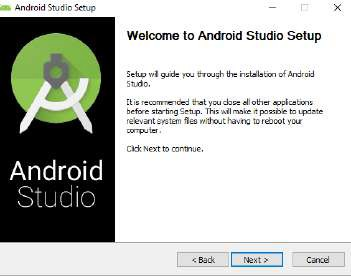 Android Studio Setup
Welcome to Android Studio Setup
Setup will guide you through the installation of Android
Studio.
It is recommended that you close all other applications
before starting Setup. This will make it possible to update
relevant system files without having to reboot your
computer.
Click Next to continue.
Android
Studio
< Back
Next >
Cancel